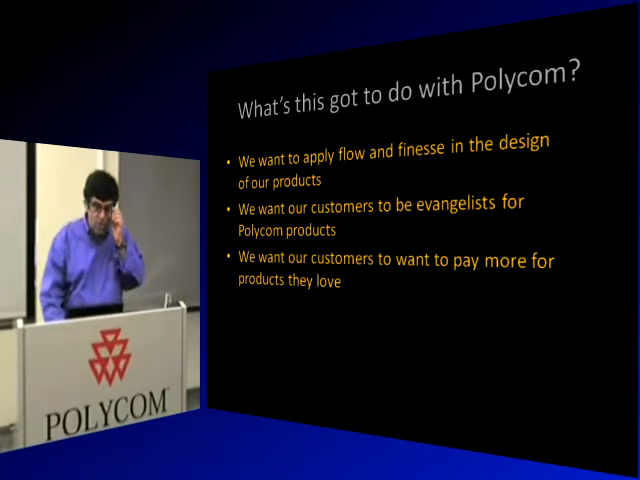 What's this got to do with Polycom?
• We want to apply flow and finesse in the design
of our products
• We want our customers to be evangelists for
Polycom products
• We want our customers to want to pay more for
products they love
POLYCOM